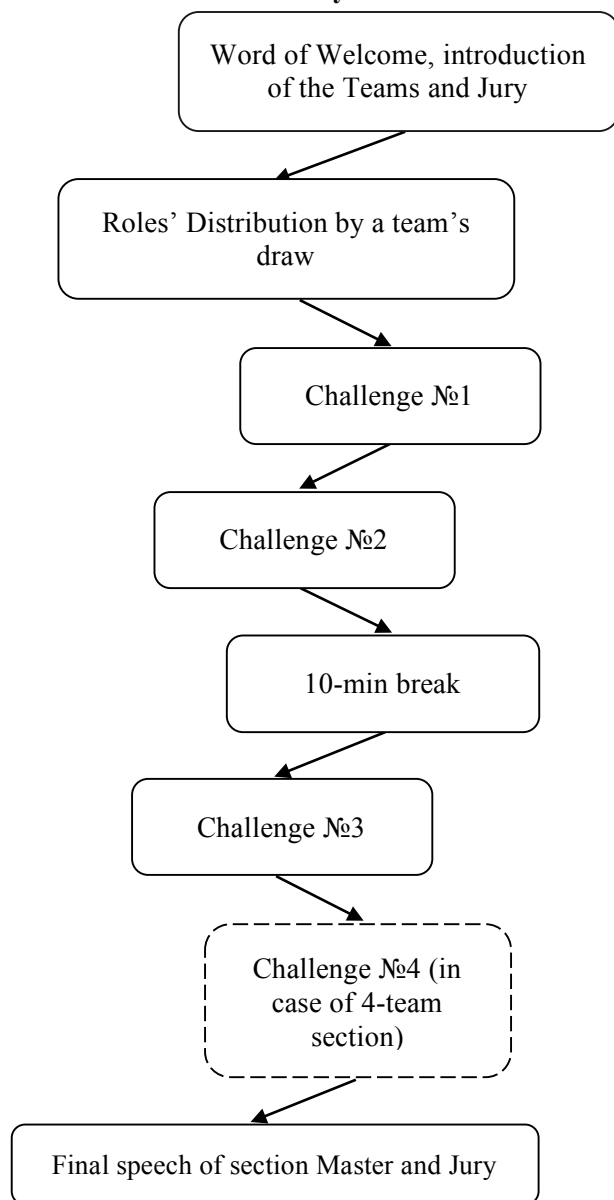 Word of Welcome, introduction
of the Teams and Jury
Roles’ Distribution by a team’s
draw
Challenge №1
Challenge №2
10-min break
Challenge №3
Challenge №4 (in
case of 4-team
section)
Final speech of section Master and Jury